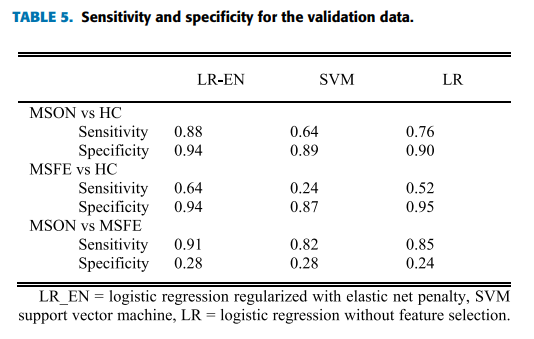 TABLE 5. Sensitivity and specificity for the validation data.
LR-EN SVM LR
MSON vs HC
Sensitivity 0.88 0.64 0.76
Specificity 0.94 0.89 0.90
MSFE vs HC
Sensitivity 0.64 0.24 0.52
Specificity 0.94 0.87 0.95
MSON vs MSFE
Sensitivity 0.91 0.82 0.85
Specificity 0.28 0.28 0.24
LR_EN = logistic regression regularized with elastic net penalty, SVM
support vector machine, LR = logistic regression without feature selection.